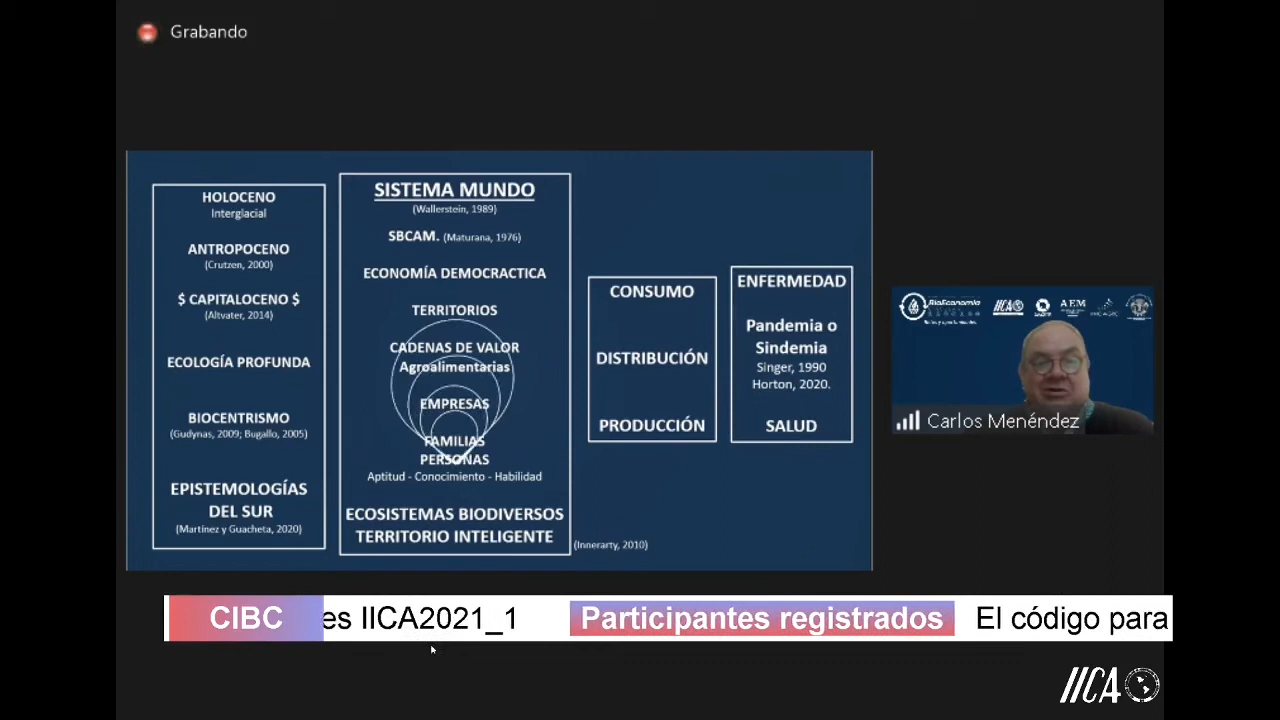 Grabando
HOLOCENO
Interglacial
ANTROPOCENO
(Crutzen, 2000)
$ CAPITALOCENO $
(Altvater, 2014)
ECOLOGÍA PROFUNDA
BIOCENTRISMO
(Gudynas, 2009; Bugallo, 2005)
EPISTEMOLOGÍAS
DEL SUR
(Martínez y Guacheta, 2020)
SISTEMA MUNDO
(Wallerstein, 1989)
SBCAM. (Maturana, 1976)
ECONOMÍA DEMOCRACTICA
TERRITORIOS
CADENAS DE VALOR
Agroalimentarias
EMPRESAS
FAMILIAS
PERSONAS
Aptitud - Conocimiento - Habilidad
ECOSISTEMAS BIODIVERSOS
TERRITORIO INTELIGENTE
(Innerarty, 2010)
CONSUMO
DISTRIBUCIÓN
PRODUCCIÓN
ENFERMEDAD
Pandemia o
Sindemia
Singer, 1990
Horton, 2020.
SALUD
BioEconomía
IICA
AEM
Carlos Menéndez
CIBC es IICA2021_1 Participantes registrados El código para
IICA